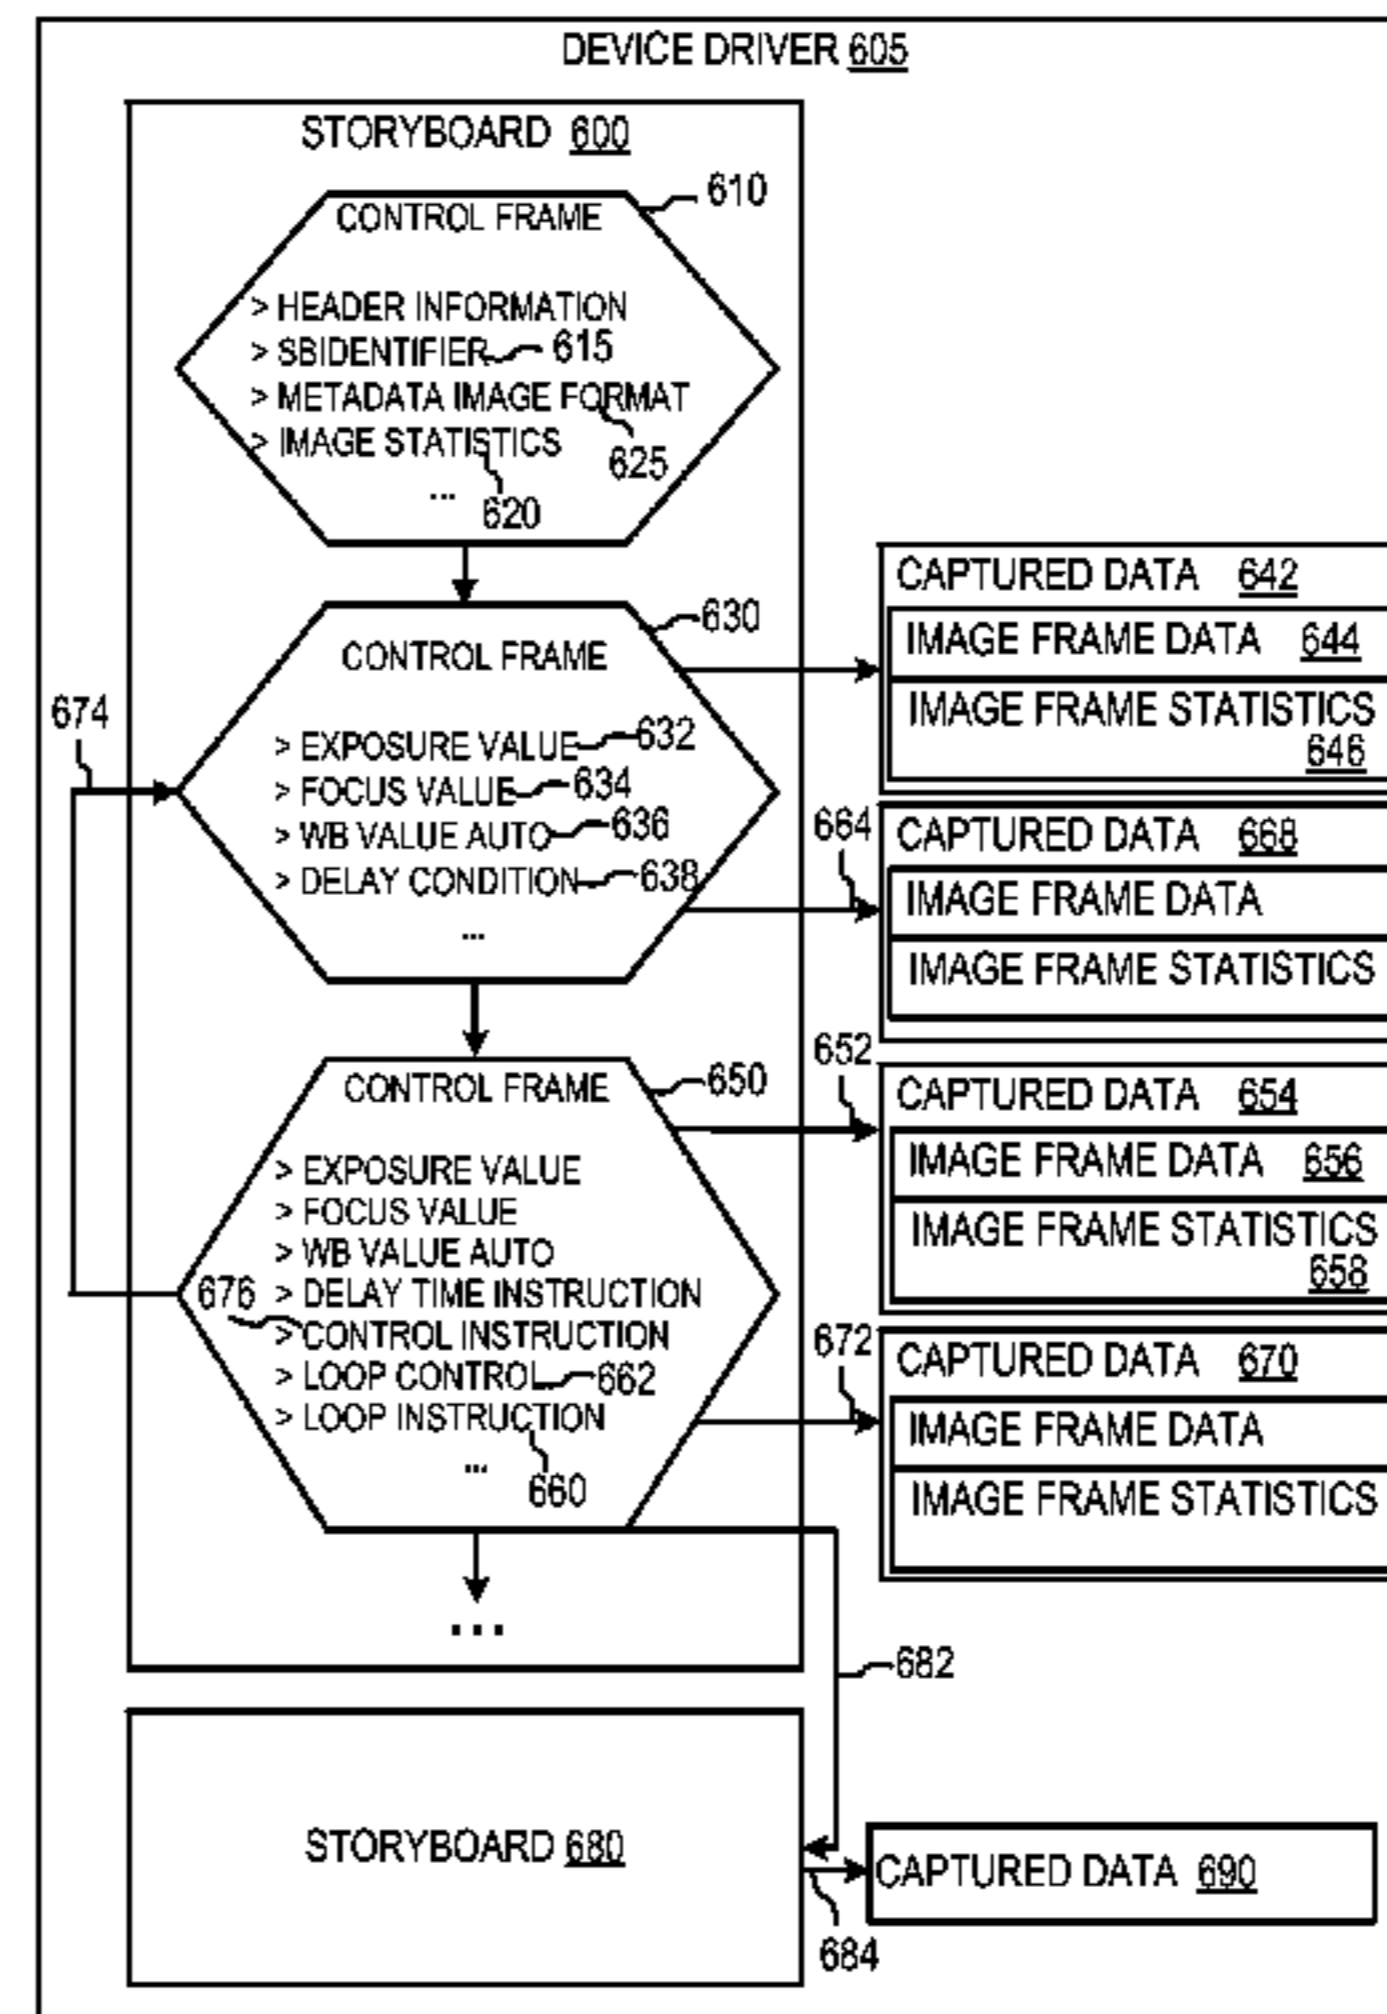 DEVICE DRIVER 605
STORYBOARD 600
610
CONTROL FRAME
> HEADER INFORMATION
> SBIDENTIFIER 615
> METADATA IMAGE FORMAT
625
> IMAGE STATISTICS
620
...
630
CONTROL FRAME
> EXPOSURE VALUE 632
> FOCUS VALUE 634
> WB VALUE AUTO 636
> DELAY CONDITION 638
...
674
CAPTURED DATA 642
IMAGE FRAME DATA 644
IMAGE FRAME STATISTICS
646
664
CAPTURED DATA 668
IMAGE FRAME DATA
IMAGE FRAME STATISTICS
650
CONTROL FRAME
> EXPOSURE VALUE
> FOCUS VALUE
> WB VALUE AUTO
> DELAY TIME INSTRUCTION
676
> CONTROL INSTRUCTION
> LOOP CONTROL 662
> LOOP INSTRUCTION
660
...
652
CAPTURED DATA 654
IMAGE FRAME DATA 656
IMAGE FRAME STATISTICS
658
672
CAPTURED DATA 670
IMAGE FRAME DATA
IMAGE FRAME STATISTICS
...
682
STORYBOARD 680
684
CAPTURED DATA 690